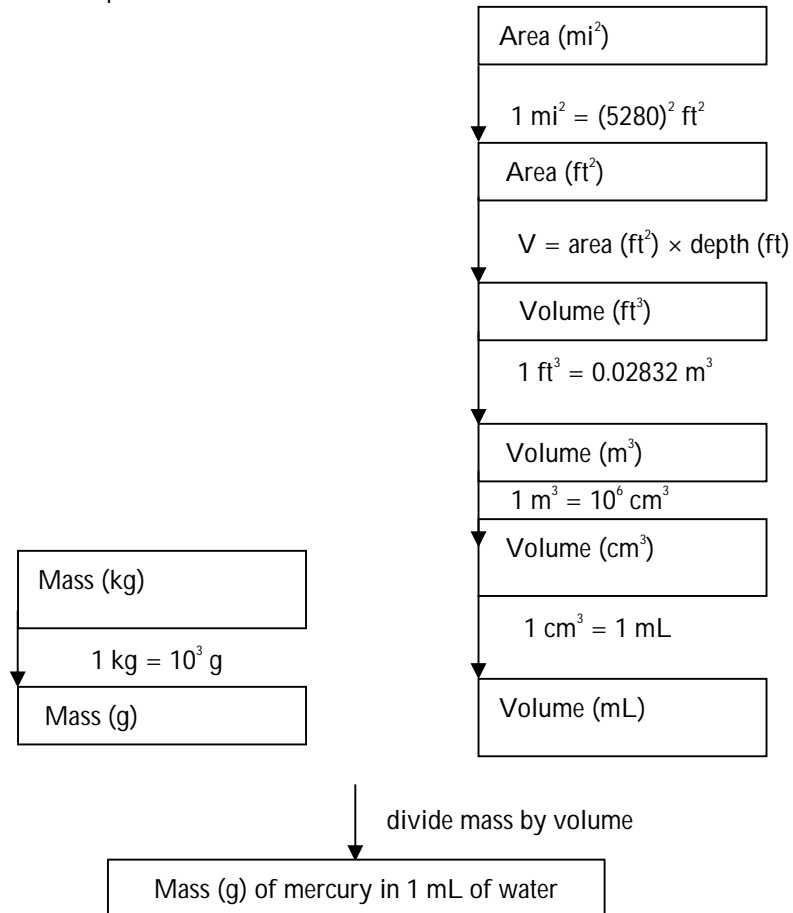 Area (mi²)
1 mi² = (5280)² ft²
Area (ft²)
V = area (ft²) × depth (ft)
Volume (ft³)
1 ft³ = 0.02832 m³
Volume (m³)
1 m³ = 10⁶ cm³
Volume (cm³)
Mass (kg)
1 cm³ = 1 mL
1 kg = 10³ g
Mass (g)
Volume (mL)
divide mass by volume
Mass (g) of mercury in 1 mL of water